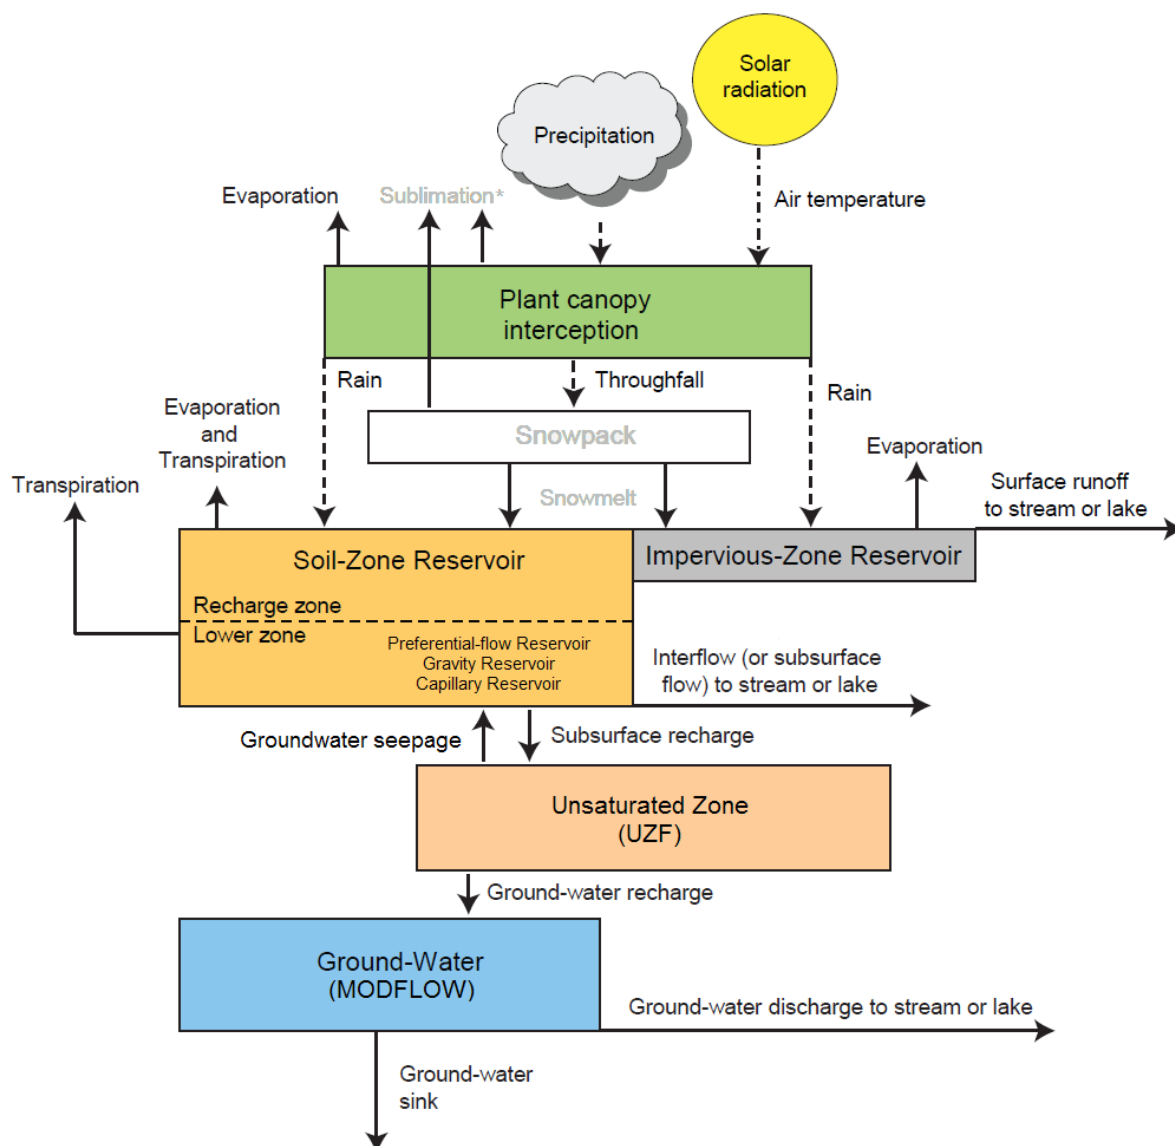 Solar
radiation
Precipitation
Evaporation
Sublimation*
Air temperature
Plant canopy
interception
Rain
Throughfall
Rain
Evaporation
and
Transpiration
Snowpack
Evaporation
Transpiration
Snowmelt
Surface runoff
to stream or lake
Soil-Zone Reservoir
Impervious-Zone Reservoir
Recharge zone
Lower zone
Preferential-flow Reservoir
Gravity Reservoir
Capillary Reservoir
Interflow (or subsurface
flow) to stream or lake
Groundwater seepage
Subsurface recharge
Unsaturated Zone
(UZF)
Ground-water recharge
Ground-Water
(MODFLOW)
Ground-water discharge to stream or lake
Ground-water
sink